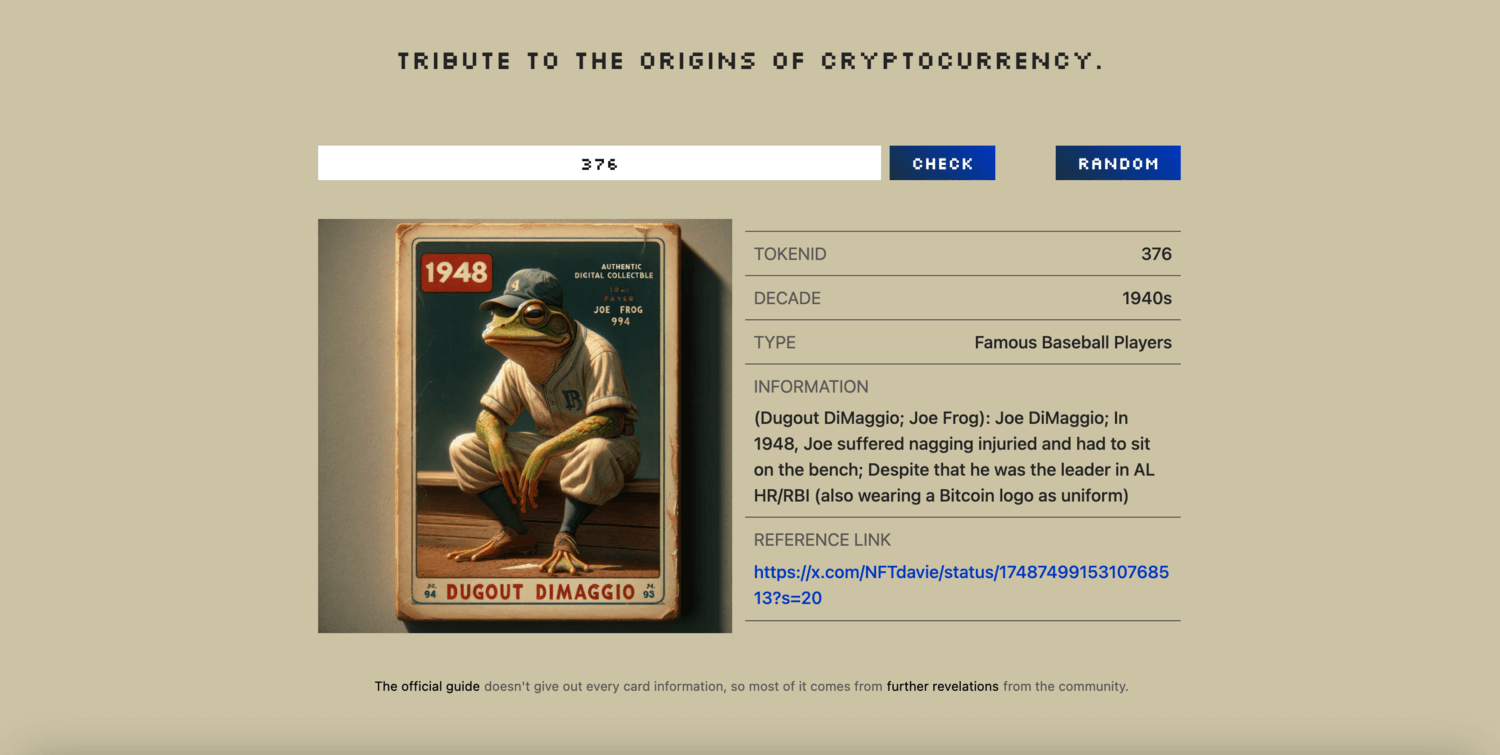 TRIBUTE TO THE ORIGINS OF CRYPTOCURRENCY.
376
CHECK
RANDOM
1948
AUTHENTIC
DIGITAL COLLECTBLE
JOE FROG
994
4
B
94
DUGOUT DIMAGGIO
93
TOKENID
376
DECADE
1940s
TYPE
Famous Baseball Players
INFORMATION
(Dugout DiMaggio; Joe Frog): Joe DiMaggio; In
1948, Joe suffered nagging injuried and had to sit
on the bench; Despite that he was the leader in AL
HR/RBI (also wearing a Bitcoin logo as uniform)
REFERENCE LINK
https://x.com/NFTdavie/status/17487499153107685
13?s=20
The official guide doesn't give out every card information, so most of it comes from further revelations from the community.